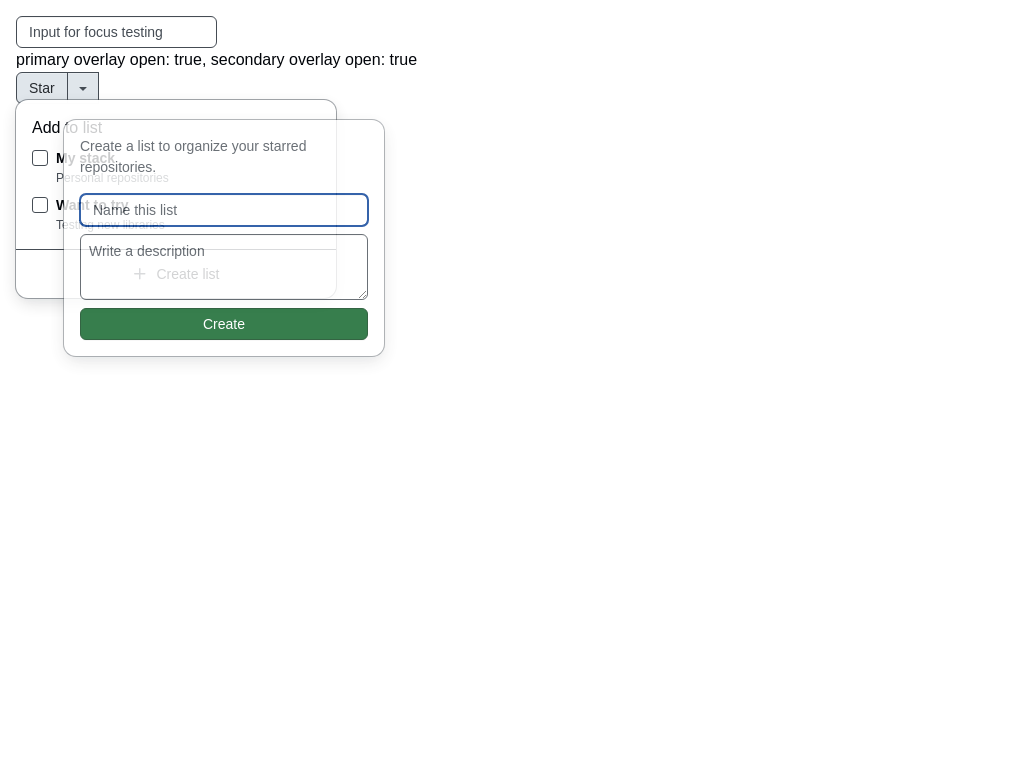 Input for focus testing
primary overlay open: true, secondary overlay open: true
Star
Add to list
My stack
Personal repositories
Want to try
Testing new libraries
Create list
Create a list to organize your starred
repositories.
Name this list
Write a description
Create